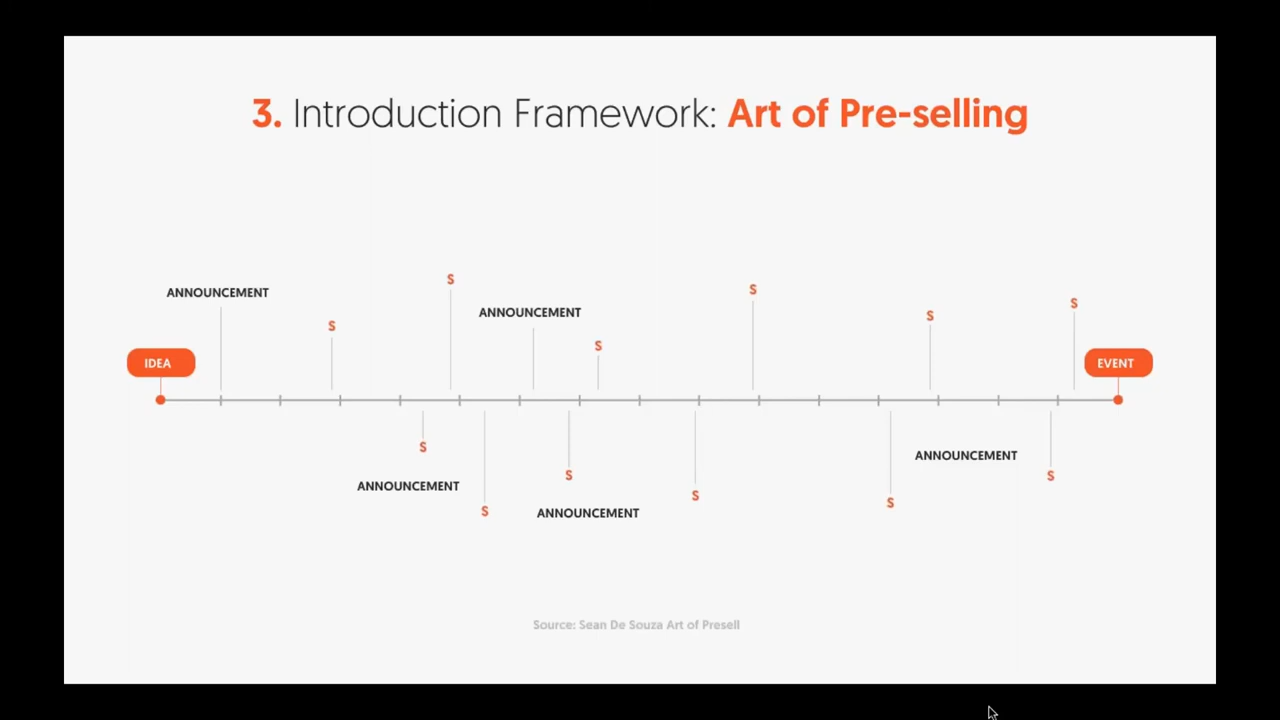 3. Introduction Framework: Art of Pre-selling
S
ANNOUNCEMENT
S
S
ANNOUNCEMENT
S
S
S
IDEA
S
EVENT
S
ANNOUNCEMENT
S
S
ANNOUNCEMENT
S
ANNOUNCEMENT
S
S
Source: Sean De Souza Art of Presell